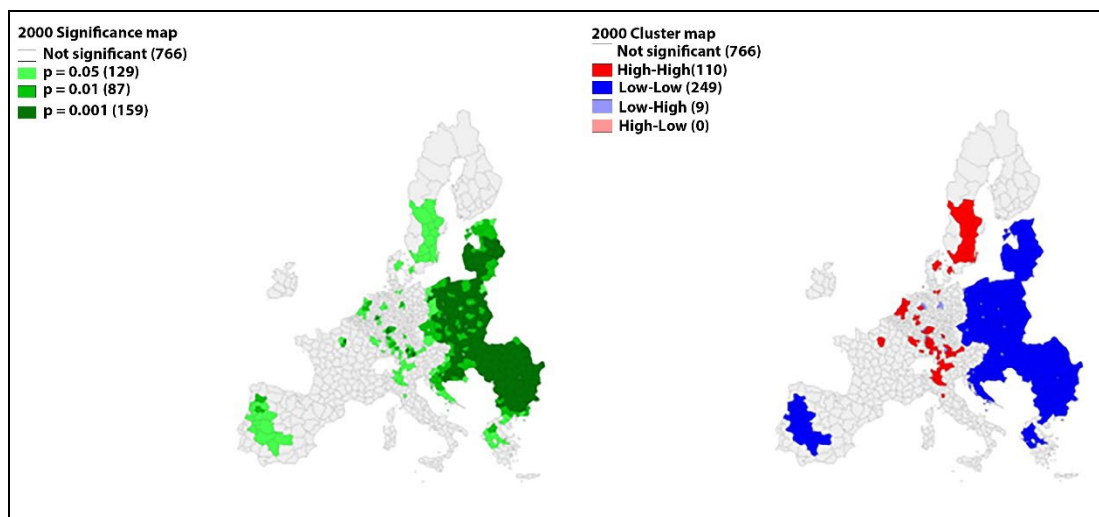 2000 Significance map
Not significant (766)
p = 0.05 (129)
p = 0.01 (87)
p = 0.001 (159)
2000 Cluster map
Not significant (766)
High-High(110)
Low-Low (249)
Low-High (9)
High-Low (0)